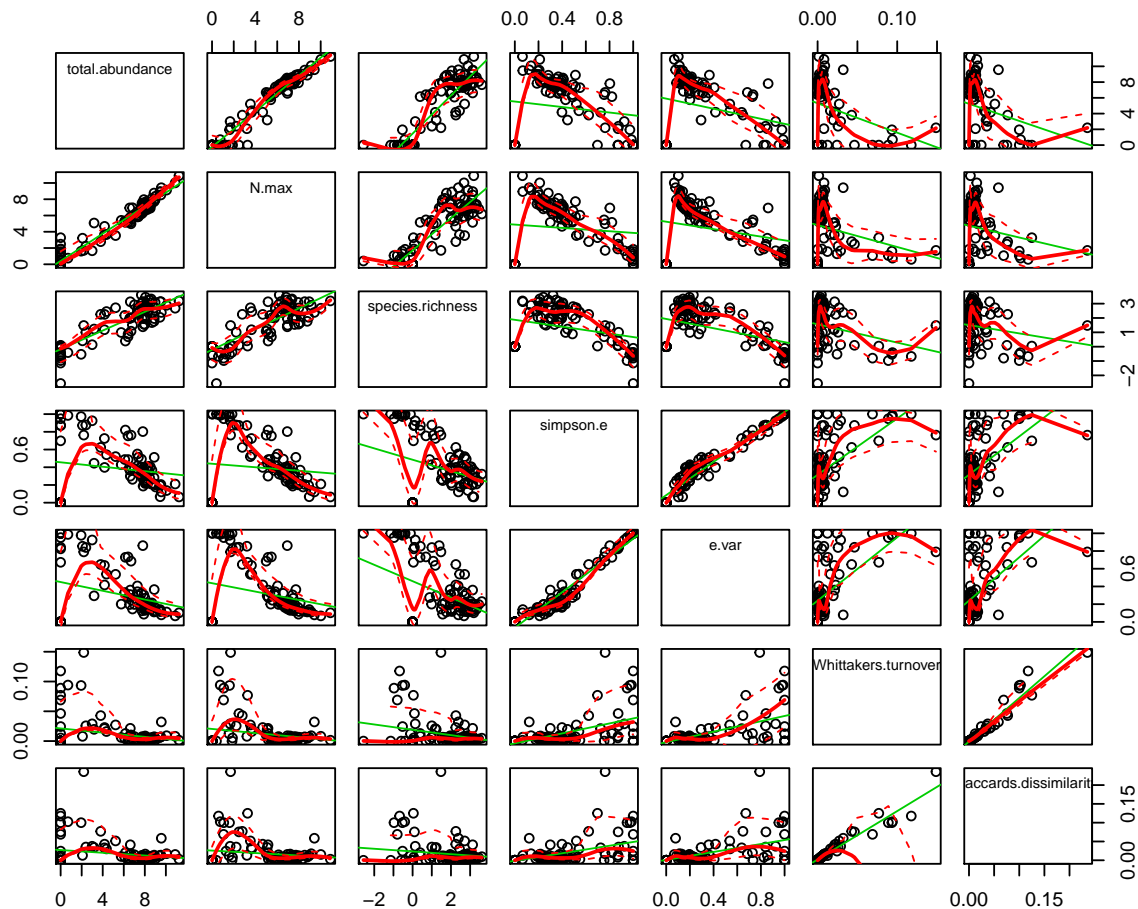 0 4 8
0.0 0.4 0.8
0.00 0.10
total.abundance
0 4 8
0 4 8
N.max
species.richness
-2 1 3
0.0 0.6
simpson.e
e.var
0.0 0.6
0.00 0.10
Whittakers.turnover
accards.dissimilarit
0.00 0.15
0 4 8
-2 0 2
0.0 0.4 0.8
0.00 0.15